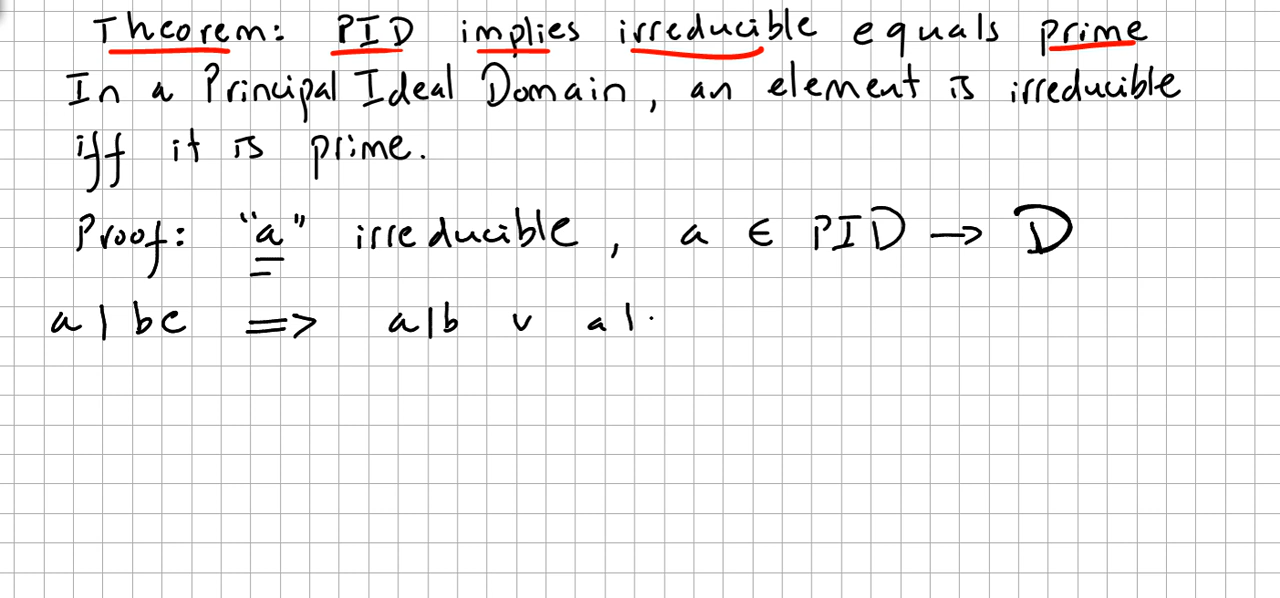 Theorem: PID implies irreducible equals prime
In a Principal Ideal Domain, an element is irreducible
iff it is prime.
Proof: "a" irreducible, a ∈ PID → D
a | bc => a|b ∨ a|